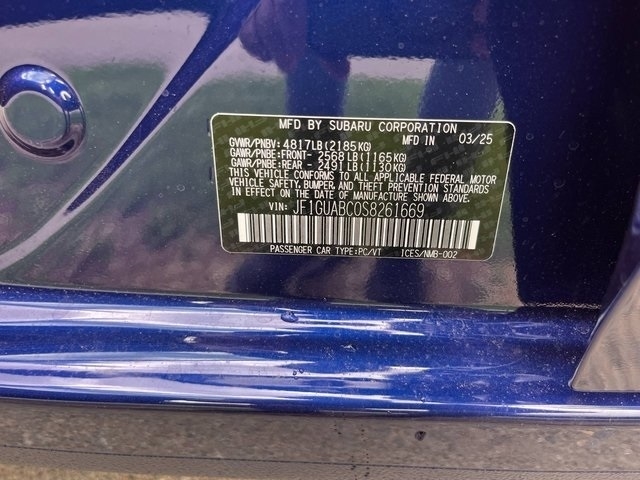 MFD BY SUBARU CORPORATION
GVWR/PNBV: 4817LB(2185KG) MFD IN 03/25
GAWR/PNBE:FRONT- 2568LB(1165KG)
GAWR/PNBE:REAR - 2491LB(1130KG)
THIS VEHICLE CONFORMS TO ALL APPLICABLE FEDERAL MOTOR
VEHICLE SAFETY, BUMPER, AND THEFT PREVENTION STANDARDS
IN EFFECT ON THE DATE OF MANUFACTURE SHOWN ABOVE.
VIN: JF1GUABC0S8261669
PASSENGER CAR TYPE:PC/VT ICES/NMB-002